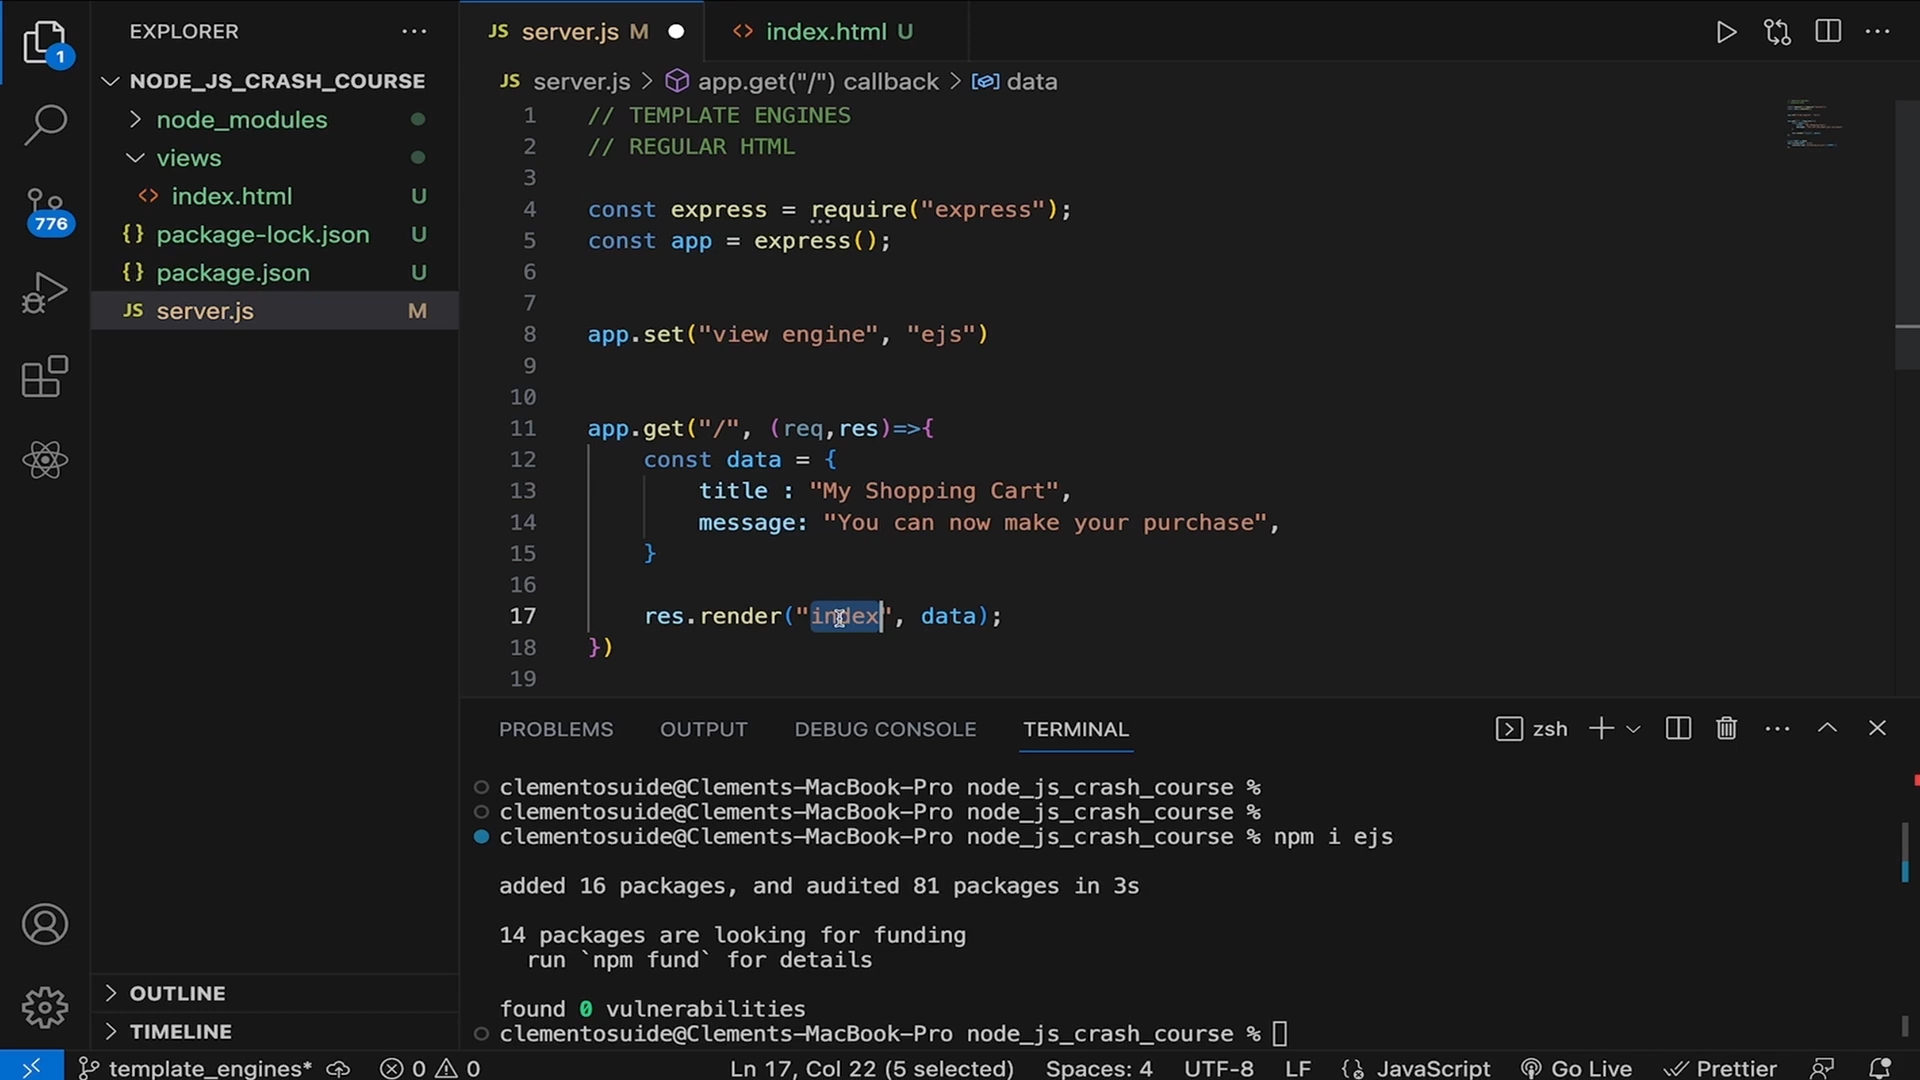 EXPLORER
JS server.js M
<> index.html U
1
NODE_JS_CRASH_COURSE
JS server.js > app.get("/") callback > data
node_modules
views
<> index.html U
776
{} package-lock.json U
{} package.json U
JS server.js M
1 // TEMPLATE ENGINES
2 // REGULAR HTML
3
4 const express = require("express");
5 const app = express();
6
7
8 app.set("view engine", "ejs")
9
10
11 app.get("/", (req,res)=>{
12 const data = {
13 title : "My Shopping Cart",
14 message: "You can now make your purchase",
15 }
16
17 res.render("index", data);
18 })
19
PROBLEMS OUTPUT DEBUG CONSOLE TERMINAL zsh
clementosuide@Clements-MacBook-Pro node_js_crash_course %
clementosuide@Clements-MacBook-Pro node_js_crash_course %
clementosuide@Clements-MacBook-Pro node_js_crash_course % npm i ejs
added 16 packages, and audited 81 packages in 3s
14 packages are looking for funding
run `npm fund` for details
found 0 vulnerabilities
clementosuide@Clements-MacBook-Pro node_js_crash_course %
OUTLINE
TIMELINE
template_engines* 0 0 Ln 17, Col 22 (5 selected) Spaces: 4 UTF-8 LF {} JavaScript Go Live Prettier